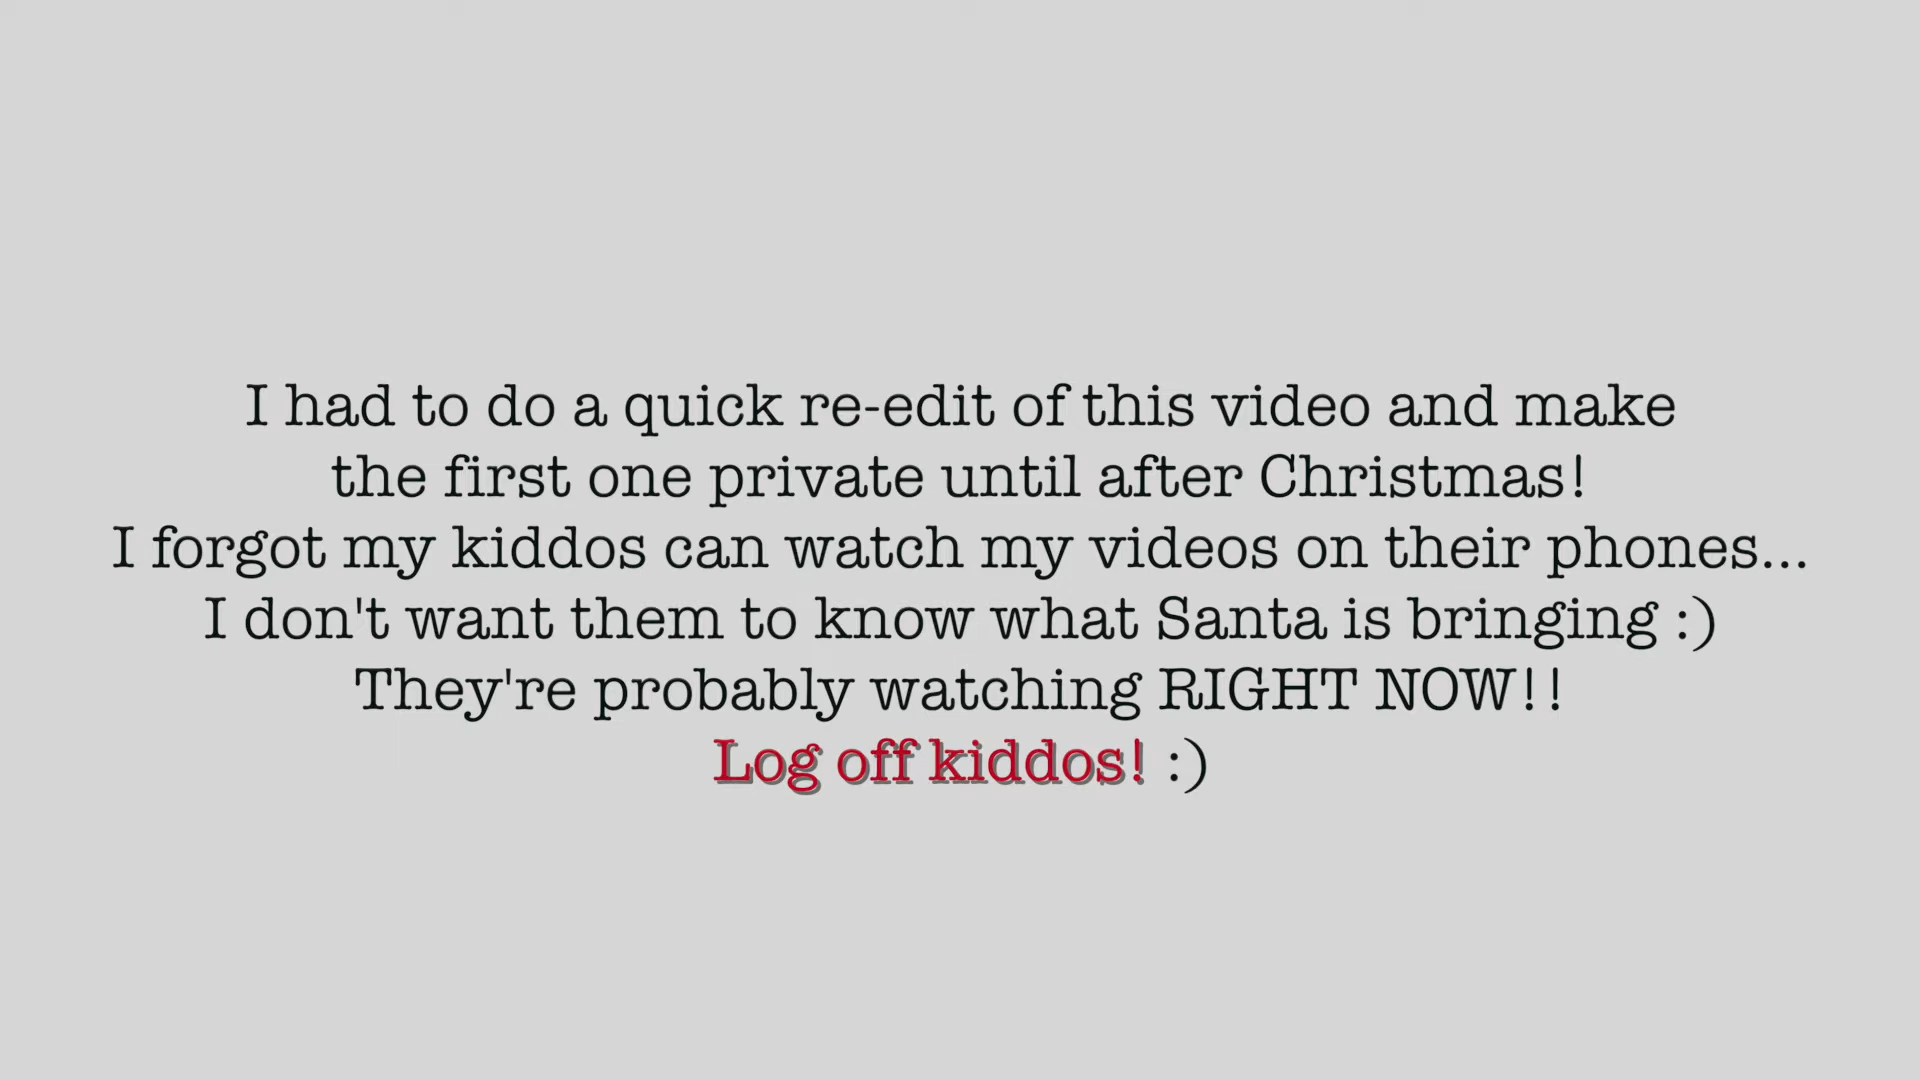 I had to do a quick re-edit of this video and make
the first one private until after Christmas!
I forgot my kiddos can watch my videos on their phones...
I don't want them to know what Santa is bringing :)
They're probably watching RIGHT NOW!!
Log off kiddos! :)